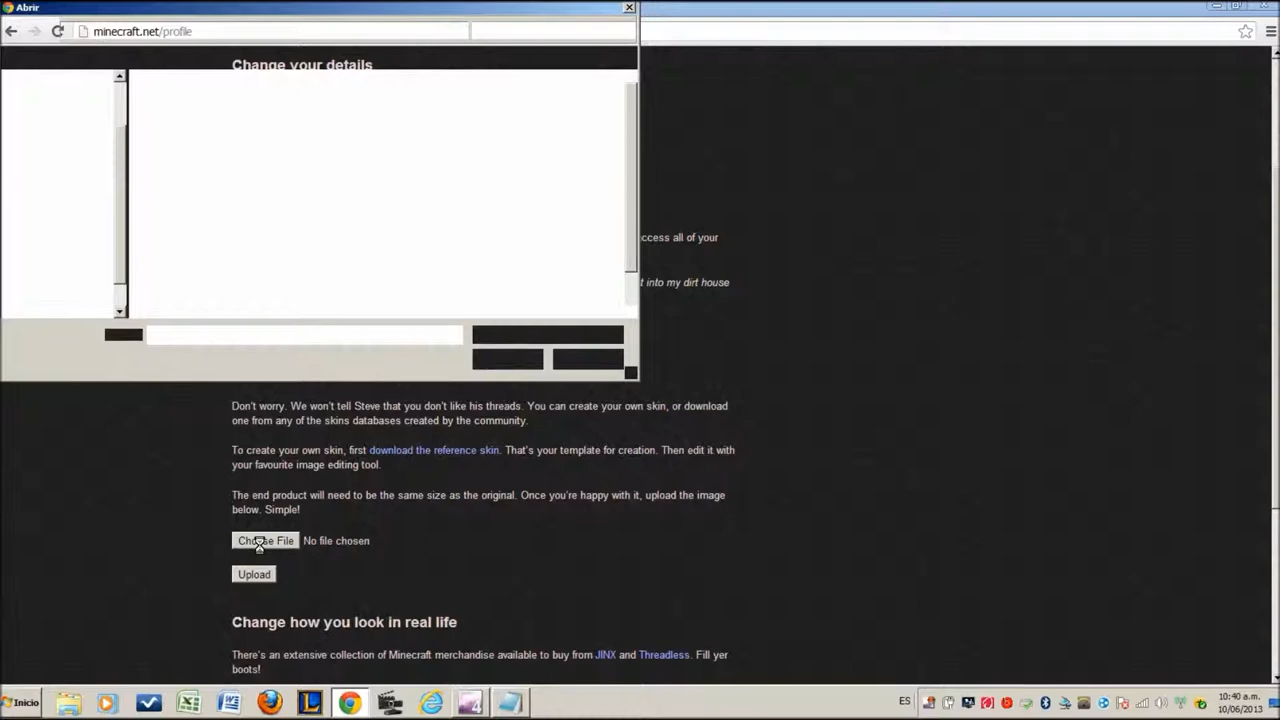 Abrir
minecraft.net/profile
Change your details
ccess all of your
t into my dirt house
Don't worry. We won't tell Steve that you don't like his threads. You can create your own skin, or download
one from any of the skins databases created by the community.
To create your own skin, first download the reference skin. That's your template for creation. Then edit it with
your favourite image editing tool.
The end product will need to be the same size as the original. Once you're happy with it, upload the image
below. Simple!
Choose File No file chosen
Upload
Change how you look in real life
There's an extensive collection of Minecraft merchandise available to buy from JINX and Threadless. Fill yer
boots!
Inicio ES 10:40 a.m.
10/06/2013